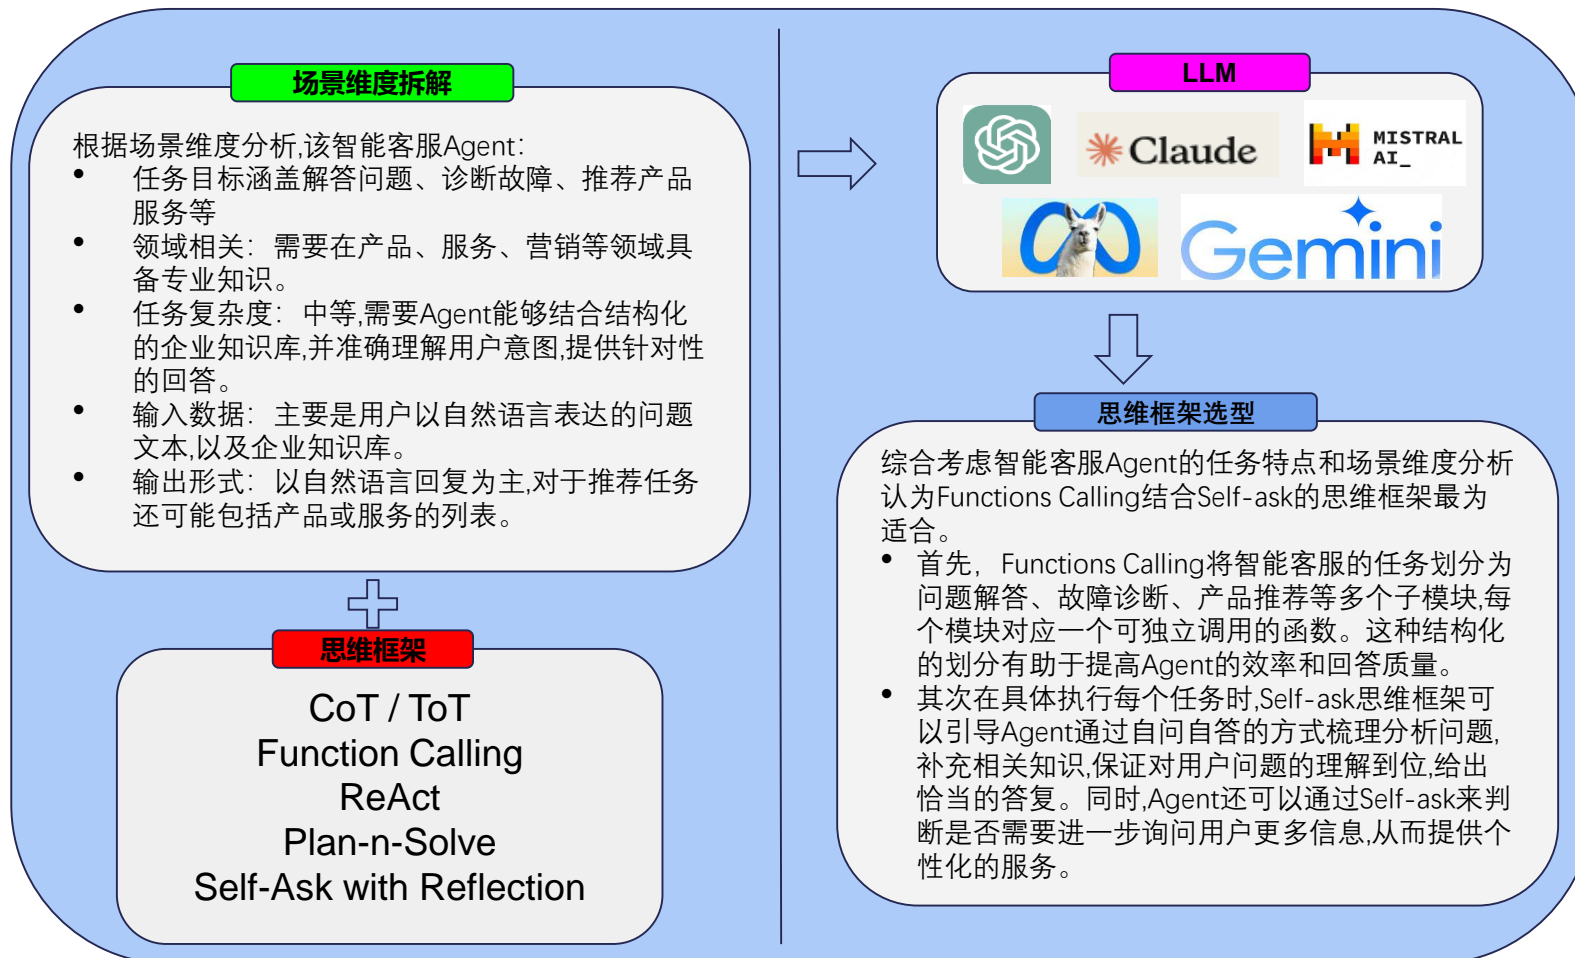 场景维度拆解
根据场景维度分析,该智能客服Agent:
• 任务目标涵盖解答问题、诊断故障、推荐产品
服务等
• 领域相关：需要在产品、服务、营销等领域具
备专业知识。
• 任务复杂度：中等,需要Agent能够结合结构化
的企业知识库,并准确理解用户意图,提供针对性
的回答。
• 输入数据：主要是用户以自然语言表达的问题
文本,以及企业知识库。
• 输出形式：以自然语言回复为主,对于推荐任务
还可能包括产品或服务的列表。
思维框架
CoT / ToT
Function Calling
ReAct
Plan-n-Solve
Self-Ask with Reflection
LLM
Claude
MISTRAL
AI_
Gemini
思维框架选型
综合考虑智能客服Agent的任务特点和场景维度分析
认为Functions Calling结合Self-ask的思维框架最为
适合。
• 首先，Functions Calling将智能客服的任务划分为
问题解答、故障诊断、产品推荐等多个子模块,每
个模块对应一个可独立调用的函数。这种结构化
的划分有助于提高Agent的效率和回答质量。
• 其次在具体执行每个任务时,Self-ask思维框架可
以引导Agent通过自问自答的方式梳理分析问题,
补充相关知识,保证对用户问题的理解到位,给出
恰当的答复。同时,Agent还可以通过Self-ask来判
断是否需要进一步询问用户更多信息,从而提供个
性化的服务。